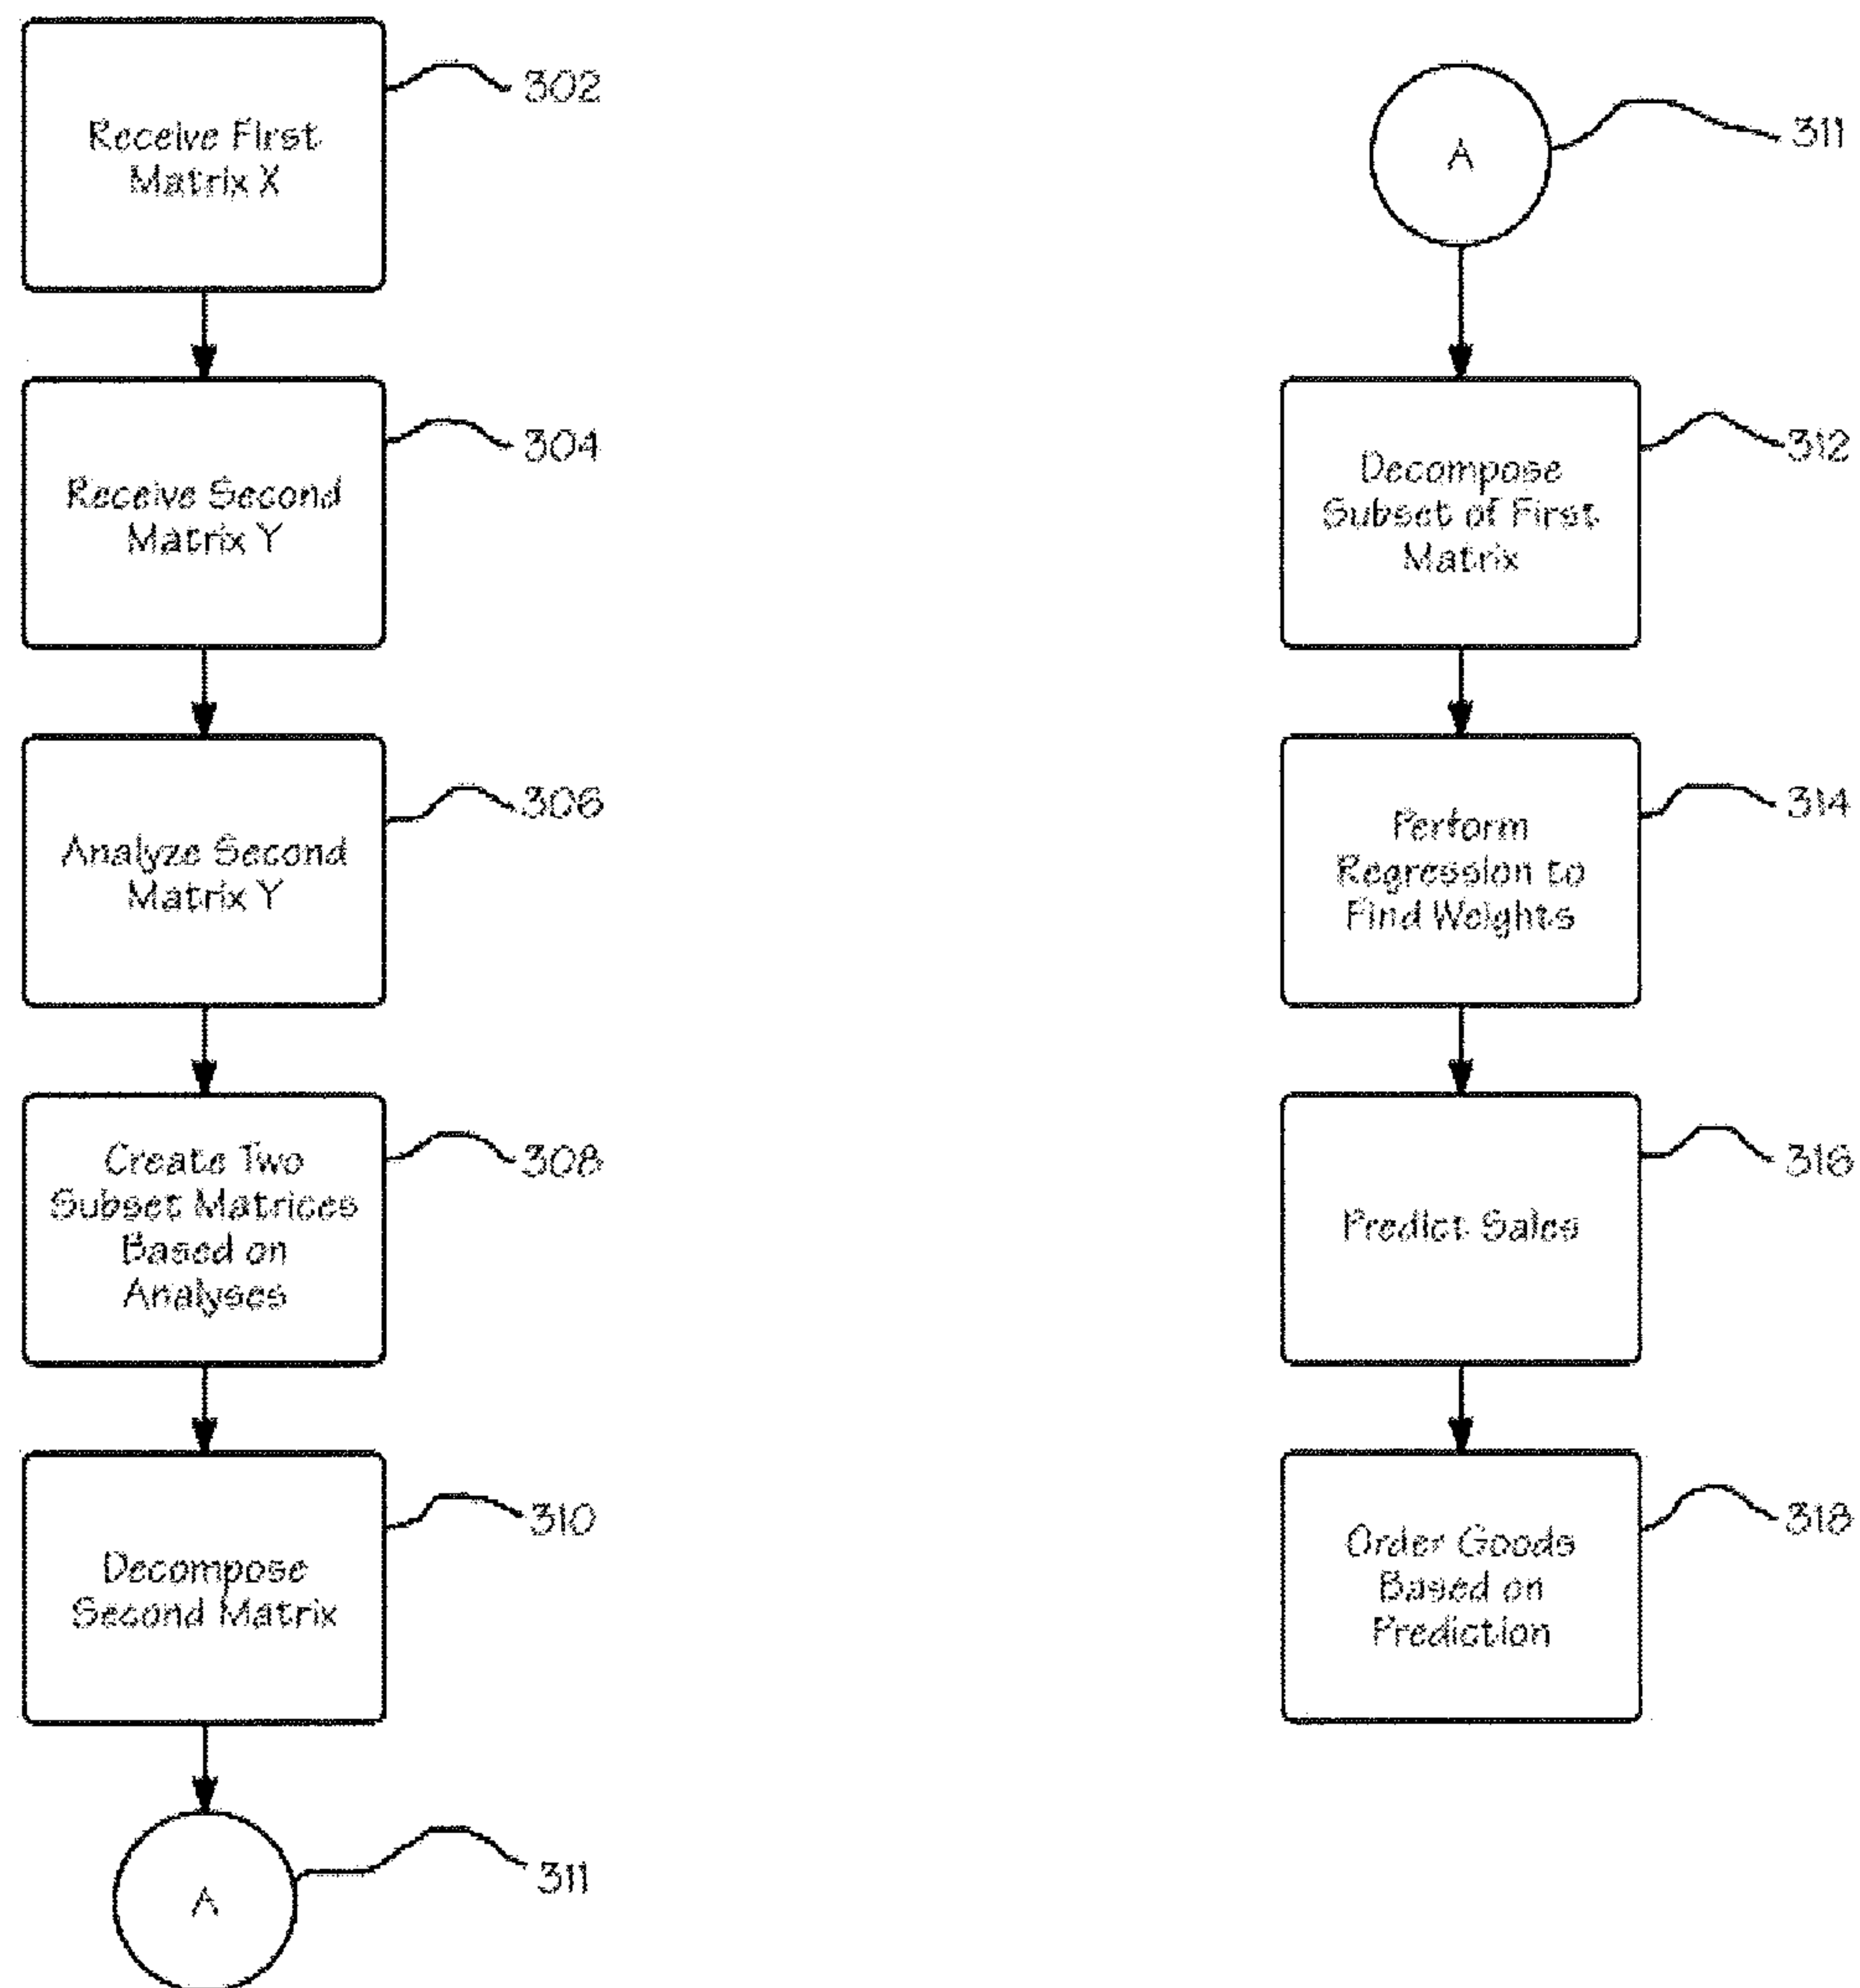 Receive First
Matrix X
302
Receive Second
Matrix Y
304
Analyze Second
Matrix Y
306
Create Two
Subset Matrices
Based on
Analyses
308
Decompose
Second Matrix
310
A
311
A
311
Decompose
Subset of First
Matrix
312
Perform
Regression to
Find Weights
314
Predict Sales
316
Order Goods
Based on
Prediction
318